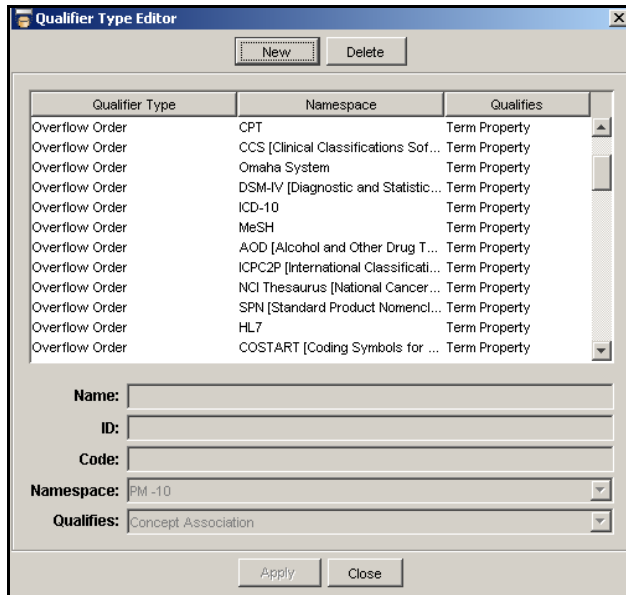 Qualifier Type Editor
New Delete
Qualifier Type Namespace Qualifies
Overflow Order CPT Term Property
Overflow Order CCS [Clinical Classifications Sof... Term Property
Overflow Order Omaha System Term Property
Overflow Order DSM-IV [Diagnostic and Statistic... Term Property
Overflow Order ICD-10 Term Property
Overflow Order MeSH Term Property
Overflow Order AOD [Alcohol and Other Drug T... Term Property
Overflow Order ICPC2P [International Classificati... Term Property
Overflow Order NCI Thesaurus [National Cancer... Term Property
Overflow Order SPN [Standard Product Nomencl... Term Property
Overflow Order HL7 Term Property
Overflow Order COSTART [Coding Symbols for ... Term Property
Name:
ID:
Code:
Namespace: PM -10
Qualifies: Concept Association
Apply Close